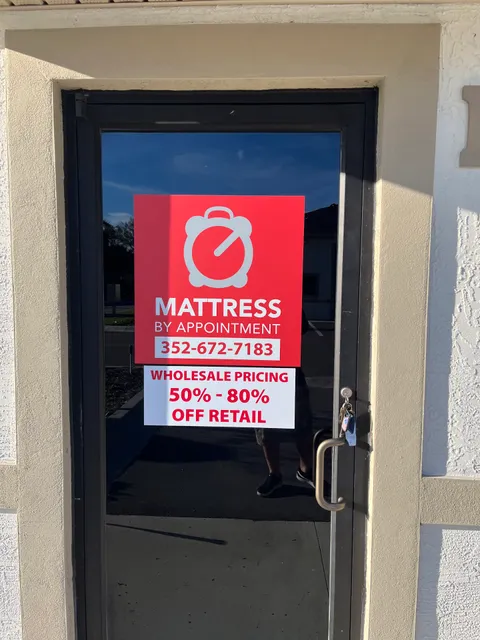 MATTRESS
BY APPOINTMENT
352-672-7183
WHOLESALE PRICING
50% - 80%
OFF RETAIL